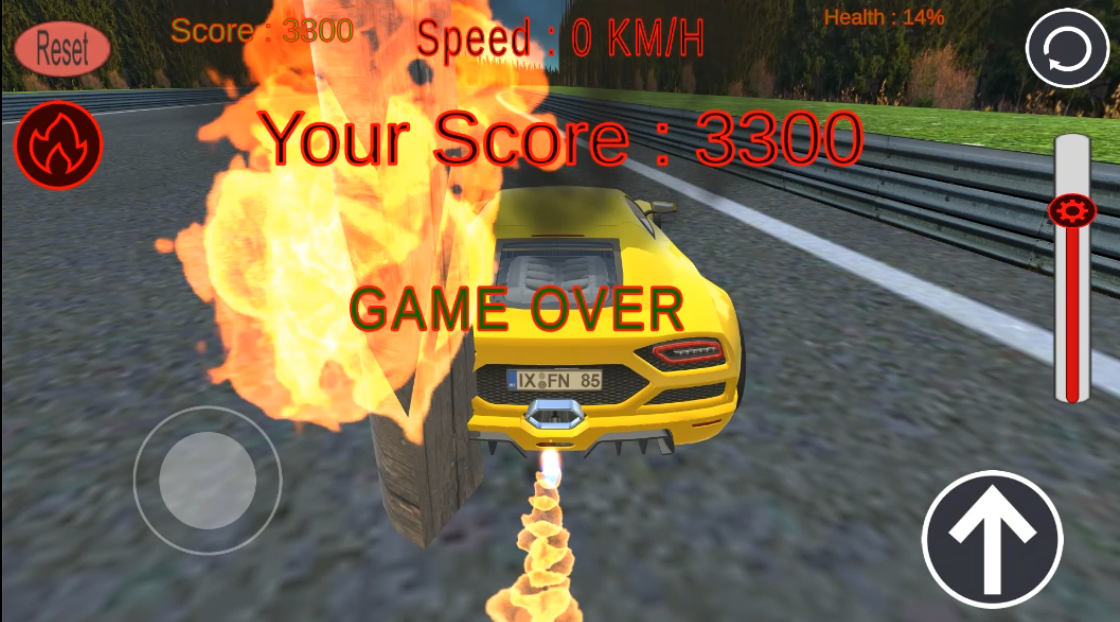 Reset
Score : 3300
Speed : 0 KM/H
Health : 14%
Your Score : 3300
GAME OVER
IX FN 85